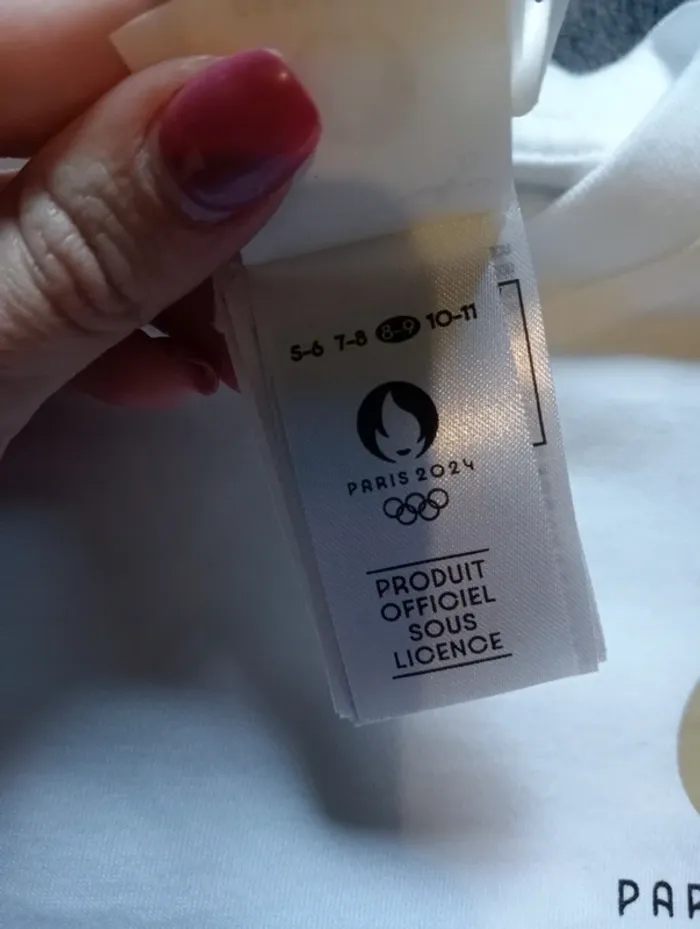 5-6 7-8 8-9 10-11
PARIS 2024
PRODUIT
OFFICIEL
SOUS
LICENCE
PAR